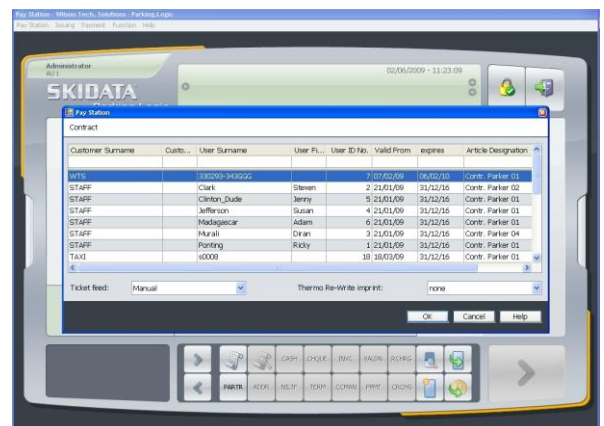 Pay Station - Wilson Tech. Solutions - Parking.Logic
Pay Station Issuing Payment Function Help
Administrator
AU 1
02/06/2009 - 11:23:09
SKIDATA
Parking Logic
Pay Station
Contract
Customer Surname Custo... User Surname User Fi... User ID No. Valid From expires Article Designation
WTS 330293-343GGG 7 07/02/09 06/02/10 Contr. Parker 01
STAFF Clark Steven 2 21/01/09 31/12/16 Contr. Parker 02
STAFF Clinton_Dude Jenny 5 21/01/09 31/12/16 Contr. Parker 01
STAFF Jefferson Susan 4 21/01/09 31/12/16 Contr. Parker 01
STAFF Madagascar Adam 6 21/01/09 31/12/16 Contr. Parker 01
STAFF Murali Diran 3 21/01/09 31/12/16 Contr. Parker 04
STAFF Ponting Ricky 1 21/01/09 31/12/16 Contr. Parker 01
TAXI s0008 18 18/03/09 31/12/16 Contr. Parker 01
Ticket feed: Manual Thermo Re-Write imprint: none
OK Cancel Help
CASH CHQUE INVC VALDN RCHRG
PARTR ADDR NS.TF TERM CCMAN PPMT CRCHG